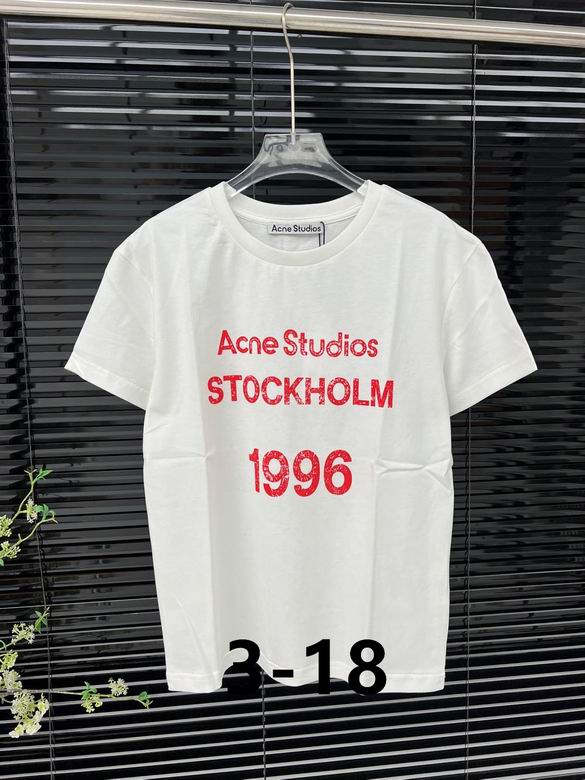 Acne Studios
Acne Studios
STOCKHOLM
1996
3-18